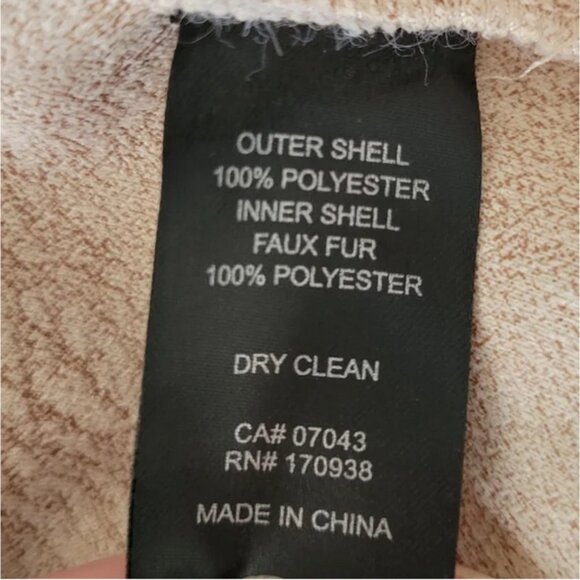 OUTER SHELL
100% POLYESTER
INNER SHELL
FAUX FUR
100% POLYESTER
DRY CLEAN
CA# 07043
RN# 170938
MADE IN CHINA